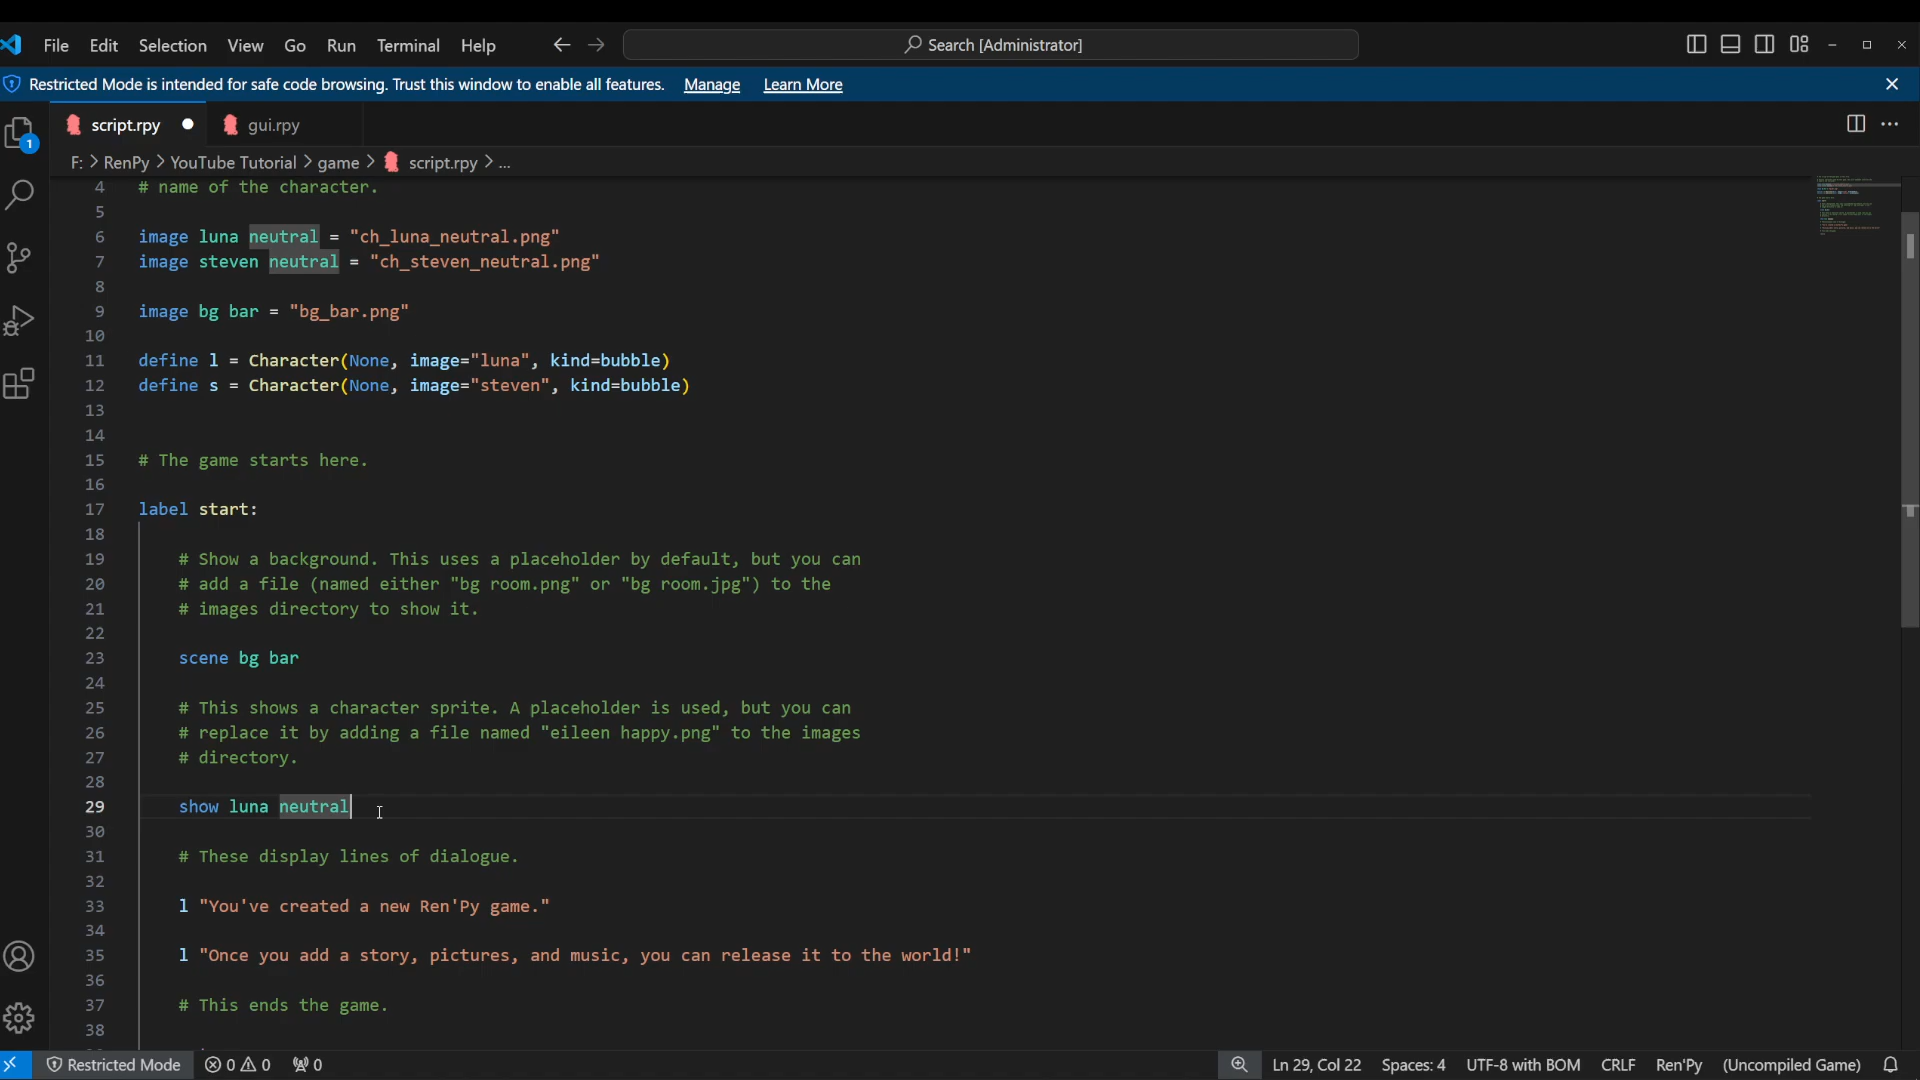 File Edit Selection View Go Run Terminal Help Search [Administrator]
Restricted Mode is intended for safe code browsing. Trust this window to enable all features. Manage Learn More
script.rpy gui.rpy
1
F: > RenPy > YouTube Tutorial > game > script.rpy > ...
4 # name of the character.
5
6 image luna neutral = "ch_luna_neutral.png"
7 image steven neutral = "ch_steven_neutral.png"
8
9 image bg bar = "bg_bar.png"
10
11 define l = Character(None, image="luna", kind=bubble)
12 define s = Character(None, image="steven", kind=bubble)
13
14
15 # The game starts here.
16
17 label start:
18
19 # Show a background. This uses a placeholder by default, but you can
20 # add a file (named either "bg room.png" or "bg room.jpg") to the
21 # images directory to show it.
22
23 scene bg bar
24
25 # This shows a character sprite. A placeholder is used, but you can
26 # replace it by adding a file named "eileen happy.png" to the images
27 # directory.
28
29 show luna neutral
30
31 # These display lines of dialogue.
32
33 l "You've created a new Ren'Py game."
34
35 l "Once you add a story, pictures, and music, you can release it to the world!"
36
37 # This ends the game.
38
Restricted Mode 0 0 0 Ln 29, Col 22 Spaces: 4 UTF-8 with BOM CRLF Ren'Py (Uncompiled Game)